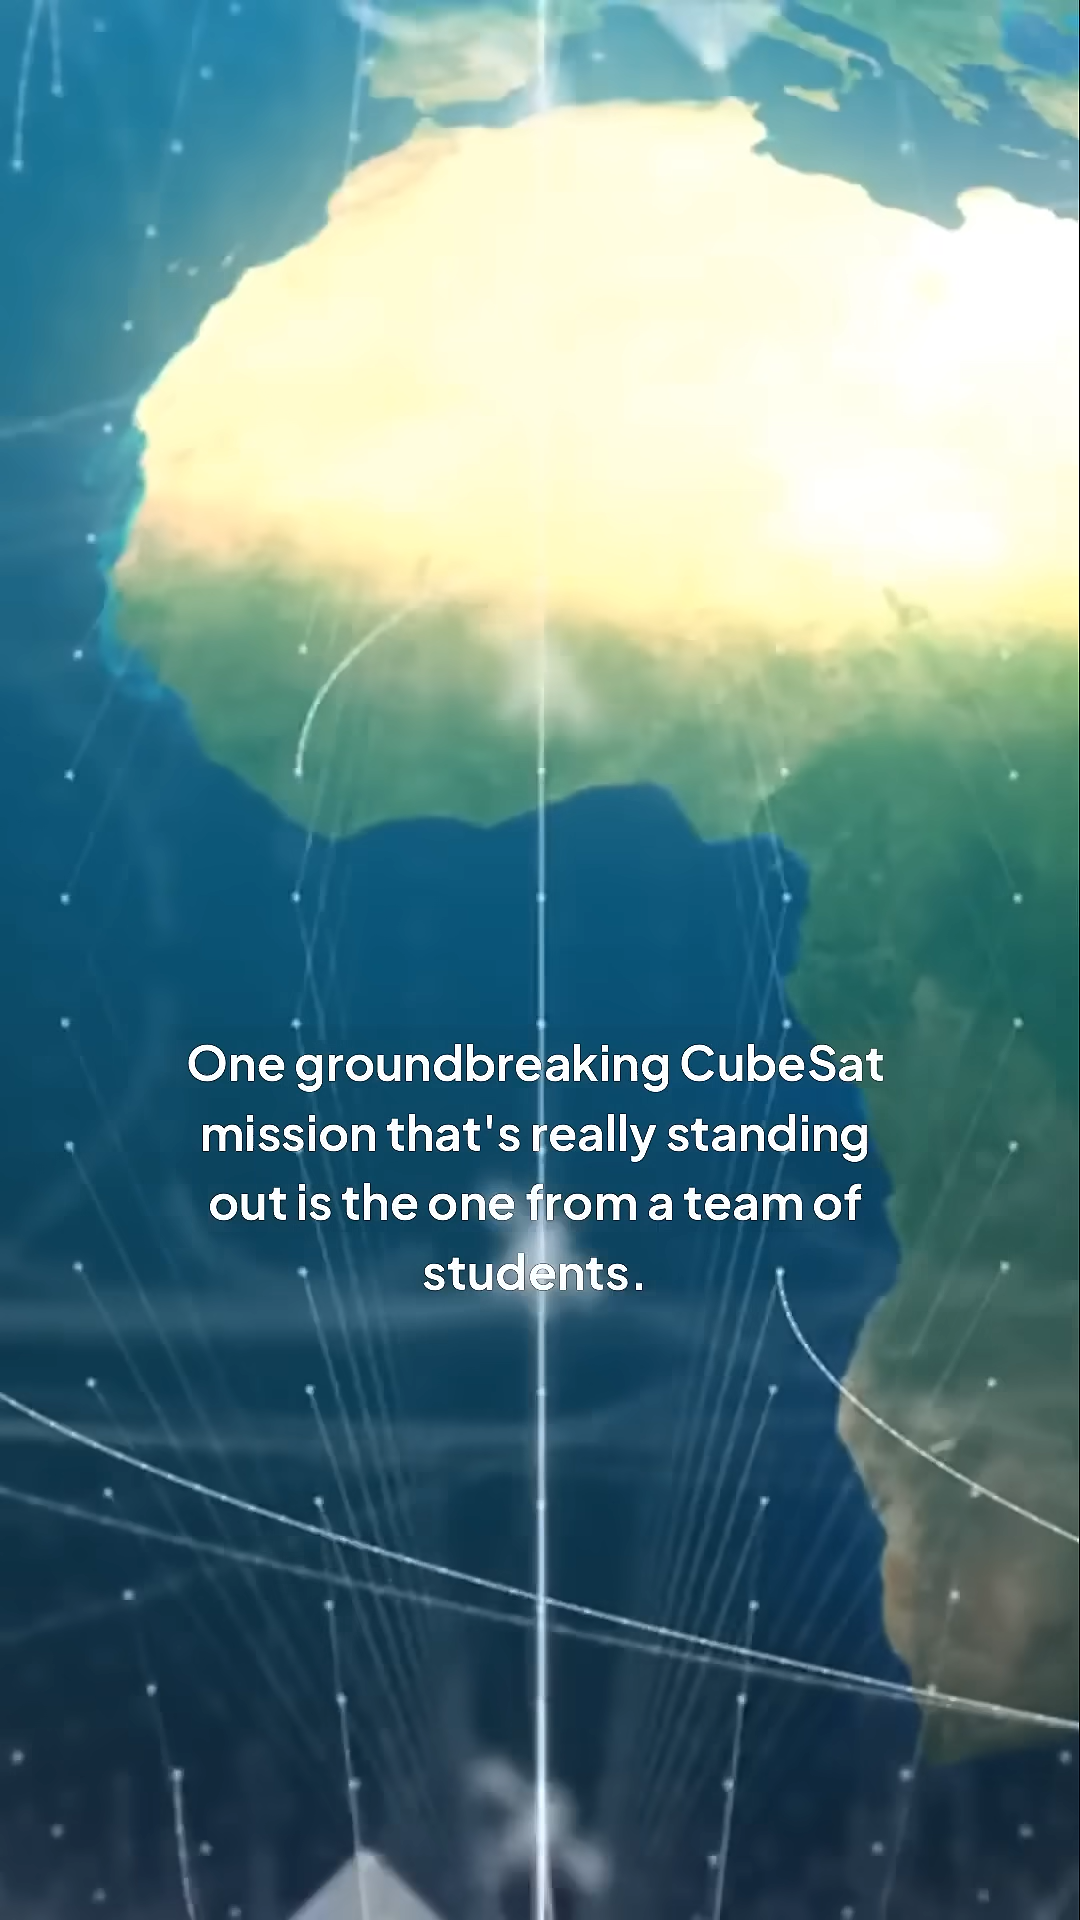 One groundbreaking CubeSat
mission that's really standing
out is the one from a team of
students.